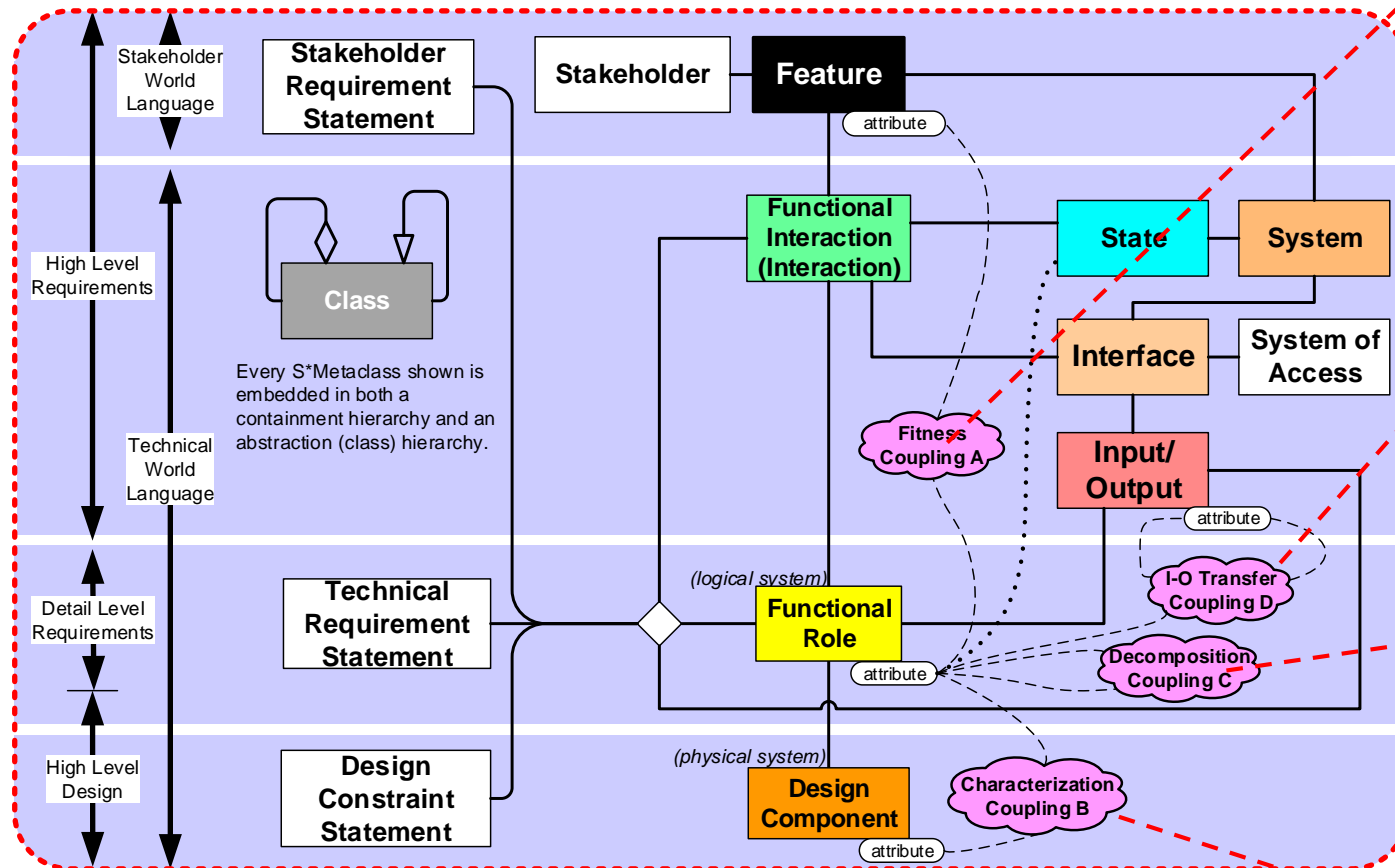 Stakeholder
World
Language
Stakeholder
Requirement
Statement
Stakeholder
Feature
attribute
High Level
Requirements
Technical
World
Language
Class
Every S*Metaclass shown is
embedded in both a
containment hierarchy and an
abstraction (class) hierarchy.
Functional
Interaction
(Interaction)
State
System
Interface
System of
Access
Fitness
Coupling A
Input/
Output
attribute
Detail Level
Requirements
Technical
Requirement
Statement
(logical system)
Functional
Role
attribute
I-O Transfer
Coupling D
Decomposition
Coupling C
High Level
Design
Design
Constraint
Statement
(physical system)
Design
Component
attribute
Characterization
Coupling B